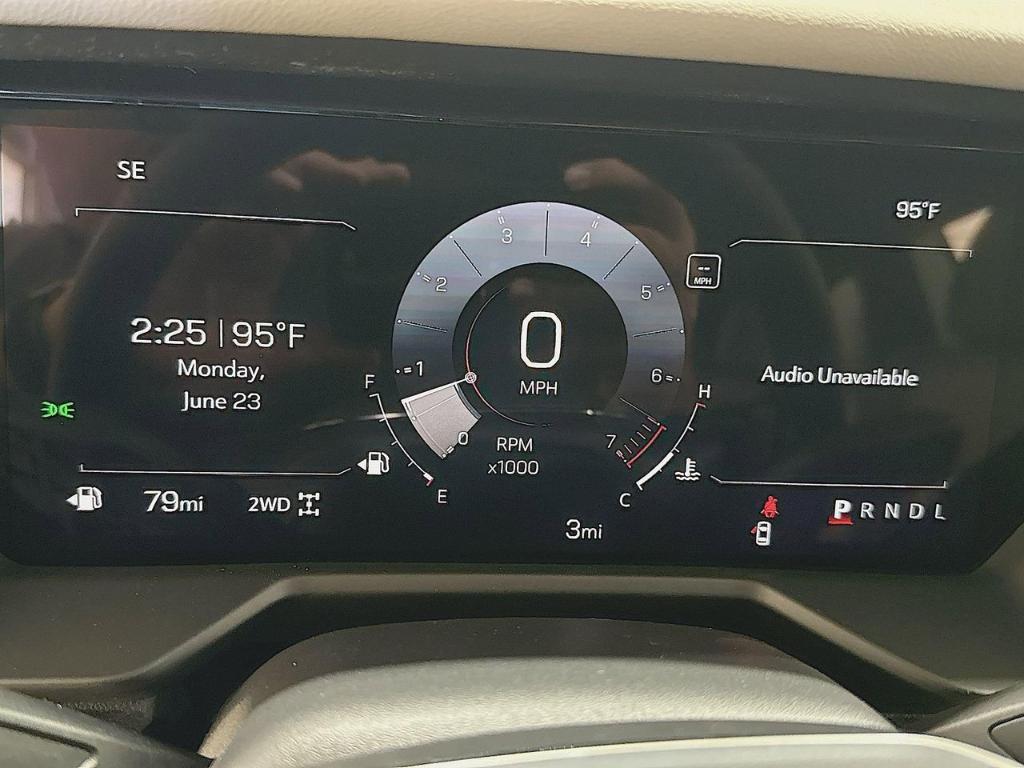 SE
95°F
2:25 | 95°F
Monday,
June 23
0
1
2
3
4
5
6
7
0
MPH
RPM
x1000
F
E
H
C
--
MPH
Audio Unavailable
79mi
2WD
3mi
P R N D L